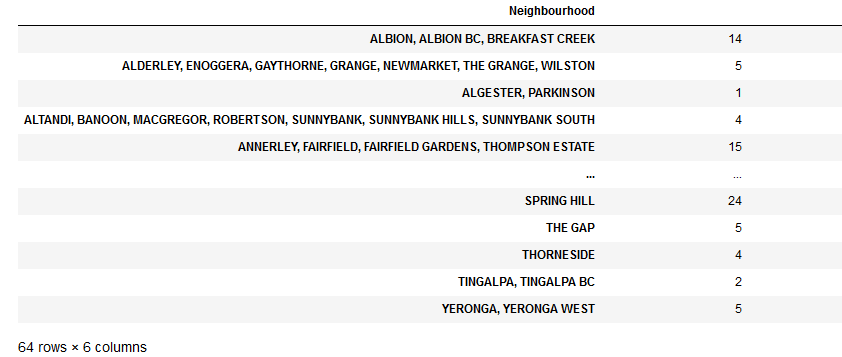 Neighbourhood
ALBION, ALBION BC, BREAKFAST CREEK 14
ALDERLEY, ENOGGERA, GAYTHORNE, GRANGE, NEWMARKET, THE GRANGE, WILSTON 5
ALGESTER, PARKINSON 1
ALTANDI, BANOON, MACGREGOR, ROBERTSON, SUNNYBANK, SUNNYBANK HILLS, SUNNYBANK SOUTH 4
ANNERLEY, FAIRFIELD, FAIRFIELD GARDENS, THOMPSON ESTATE 15
... ...
SPRING HILL 24
THE GAP 5
THORNESIDE 4
TINGALPA, TINGALPA BC 2
YERONGA, YERONGA WEST 5
64 rows × 6 columns